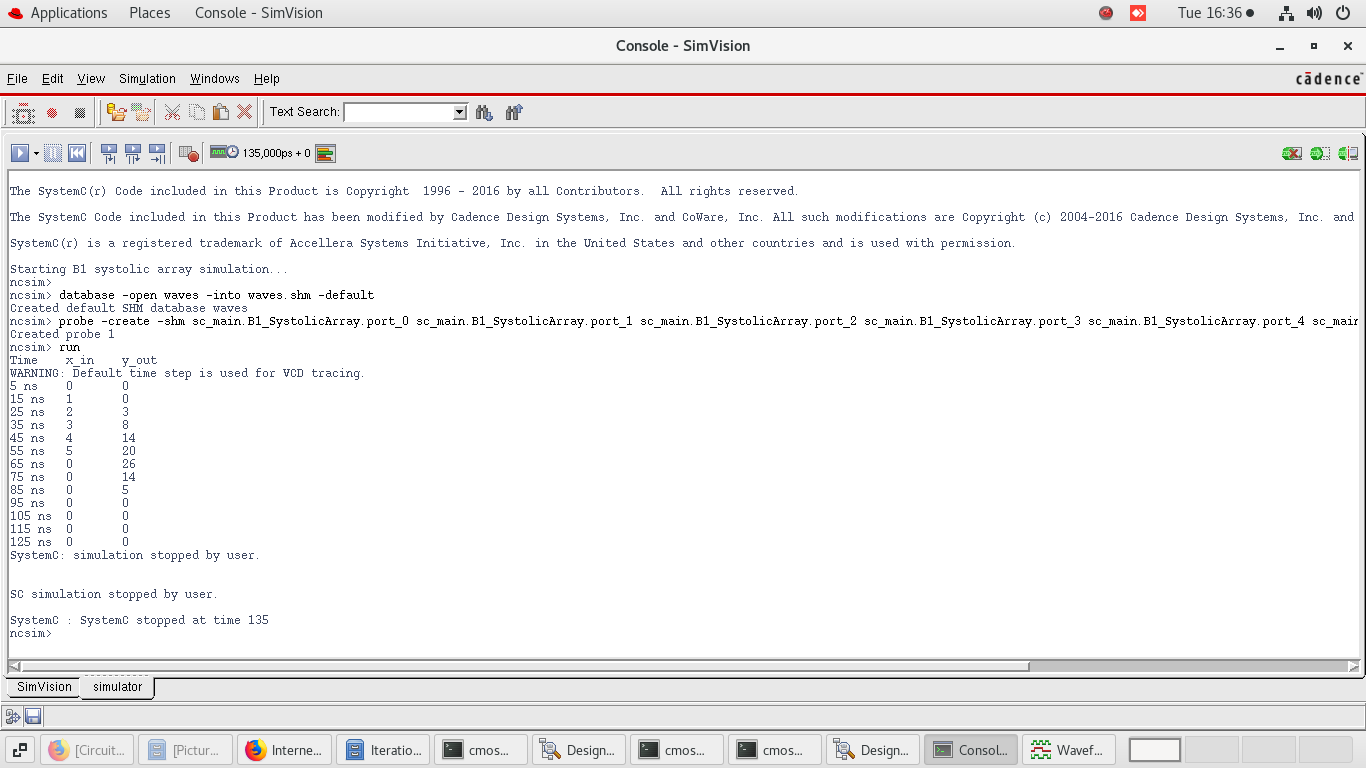 Applications Places Console - SimVision Tue 16:36
Console - SimVision
File Edit View Simulation Windows Help cādence
Text Search:
135,000ps + 0
The SystemC(r) Code included in this Product is Copyright  1996 - 2016 by all Contributors.  All rights reserved.
The SystemC Code included in this Product has been modified by Cadence Design Systems, Inc. and CoWare, Inc. All such modifications are Copyright (c) 2004-2016 Cadence Design Systems, Inc. and
SystemC(r) is a registered trademark of Accellera Systems Initiative, Inc. in the United States and other countries and is used with permission.
Starting B1 systolic array simulation...
ncsim>
ncsim> database -open waves -into waves.shm -default
Created default SHM database waves
ncsim> probe -create -shm sc_main.B1_SystolicArray.port_0 sc_main.B1_SystolicArray.port_1 sc_main.B1_SystolicArray.port_2 sc_main.B1_SystolicArray.port_3 sc_main.B1_SystolicArray.port_4 sc_main
Created probe 1
ncsim> run
Time    x_in    y_out
WARNING: Default time step is used for VCD tracing.
5 ns    0       0
15 ns   1       0
25 ns   2       3
35 ns   3       8
45 ns   4       14
55 ns   5       20
65 ns   0       26
75 ns   0       14
85 ns   0       5
95 ns   0       0
105 ns  0       0
115 ns  0       0
125 ns  0       0
SystemC: simulation stopped by user.
SC simulation stopped by user.
SystemC : SystemC stopped at time 135
ncsim>
SimVision simulator
[Circuit... [Pictur... Interne... Iteratio... cmos... Design... cmos... cmos... Design... Consol... Wavef...